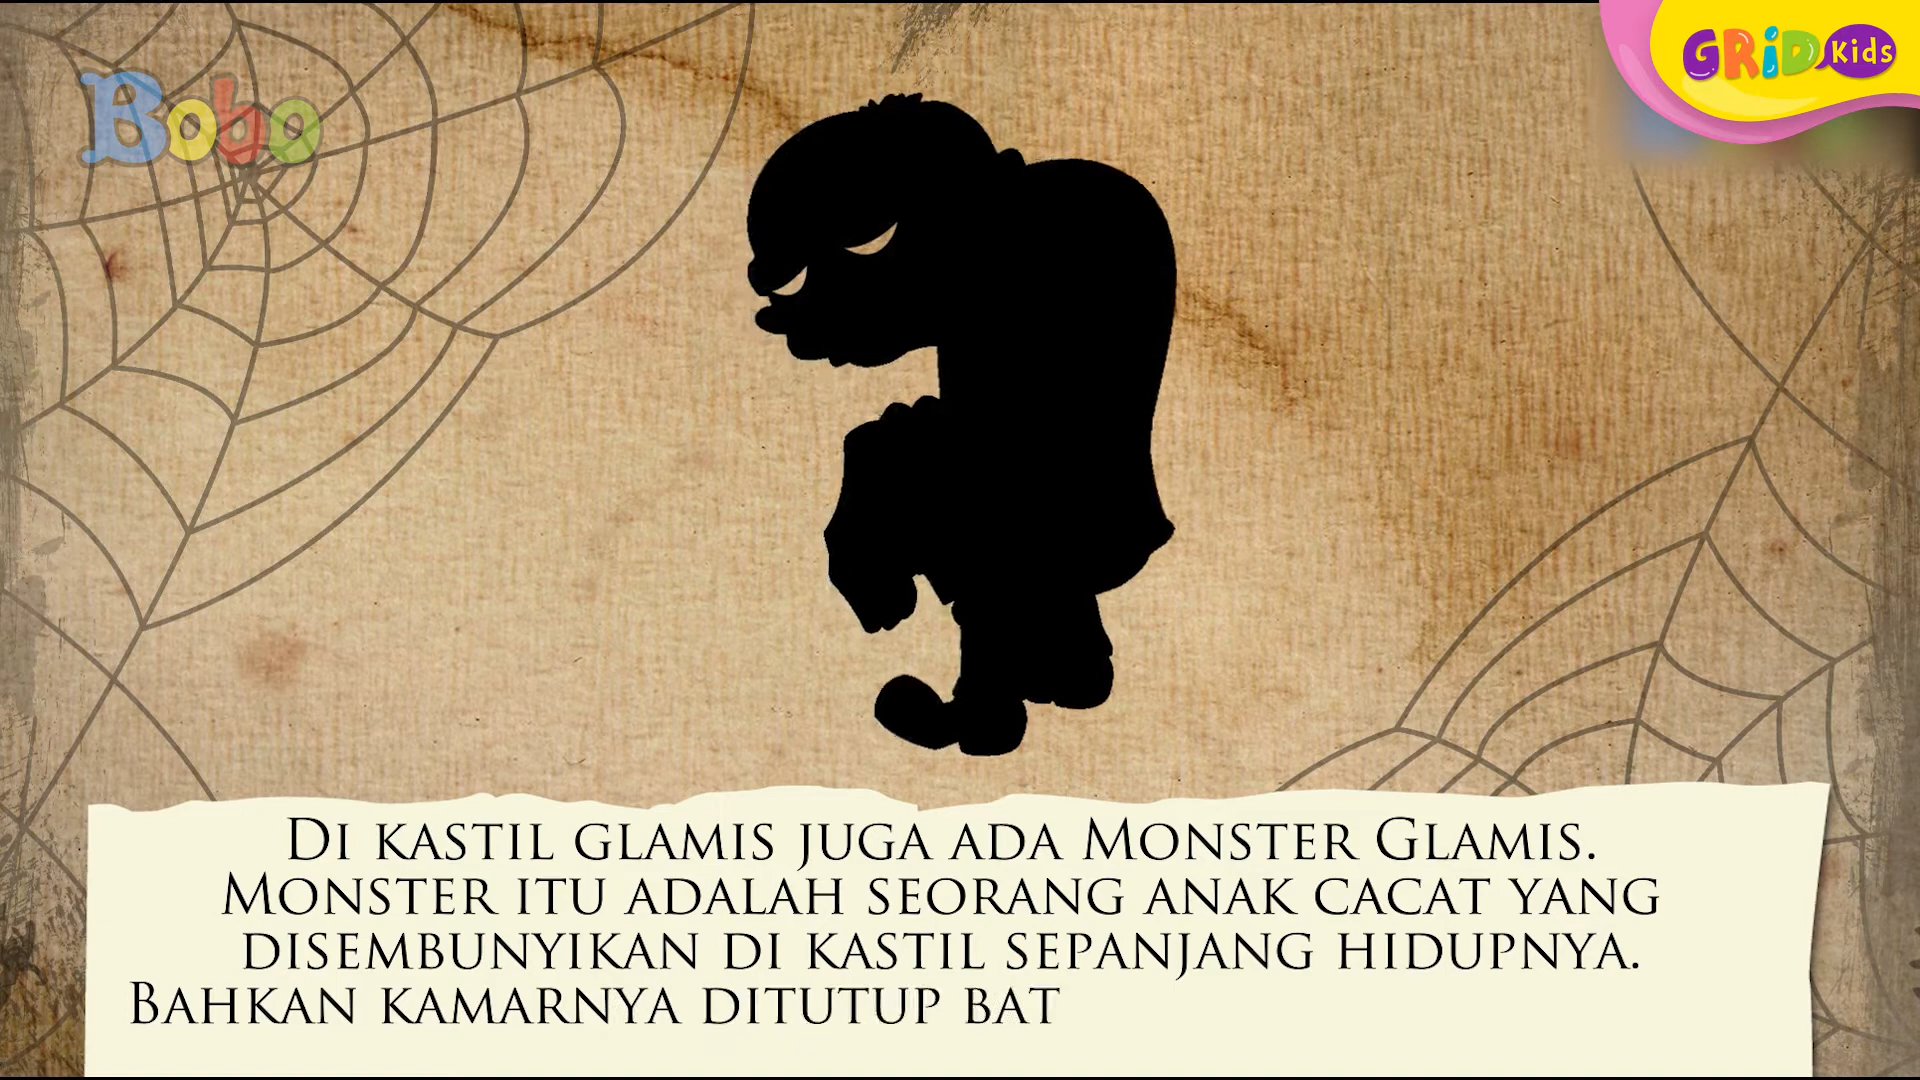 Bobo
GRiD Kids
Di kastil glamis juga ada Monster Glamis.
Monster itu adalah seorang anak cacat yang
disembunyikan di kastil sepanjang hidupnya.
Bahkan kamarnya ditutup bat